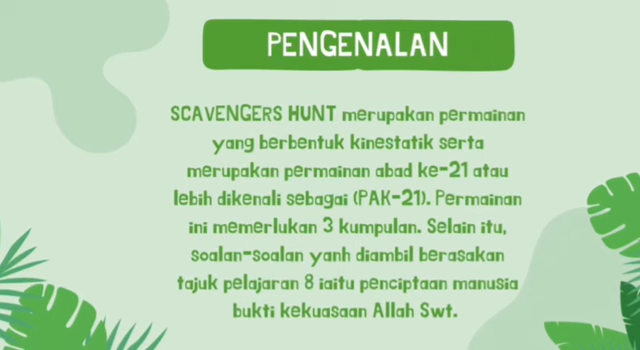 PENGENALAN
SCAVENGERS HUNT merupakan permainan
yang berbentuk kinestatik serta
merupakan permainan abad ke-21 atau
lebih dikenali sebagai (PAK-21). Permainan
ini memerlukan 3 kumpulan. Selain itu,
soalan-soalan yanh diambil berasakan
tajuk pelajaran 8 iaitu penciptaan manusia
bukti kekuasaan Allah Swt.